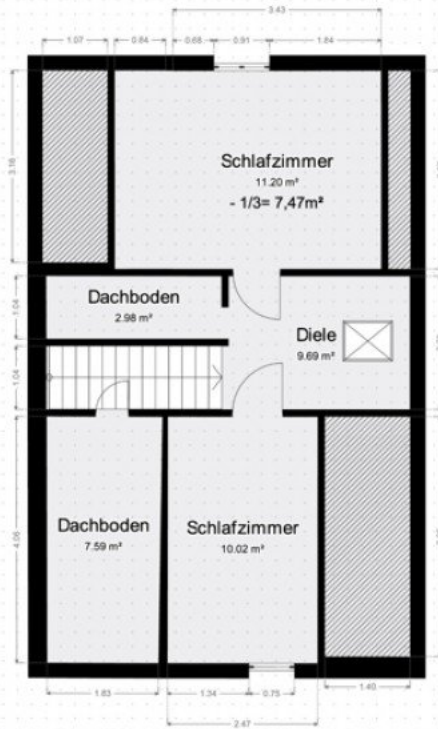 3.43
1.07 0.84 0.68 0.91 1.84
3.16
Schlafzimmer
11.20 m²
- 1/3= 7,47m²
1.04
Dachboden
2.98 m²
Diele
9.69 m²
1.04
4.06
Dachboden
7.59 m²
Schlafzimmer
10.02 m²
1.63 1.34 0.75 1.40
2.47